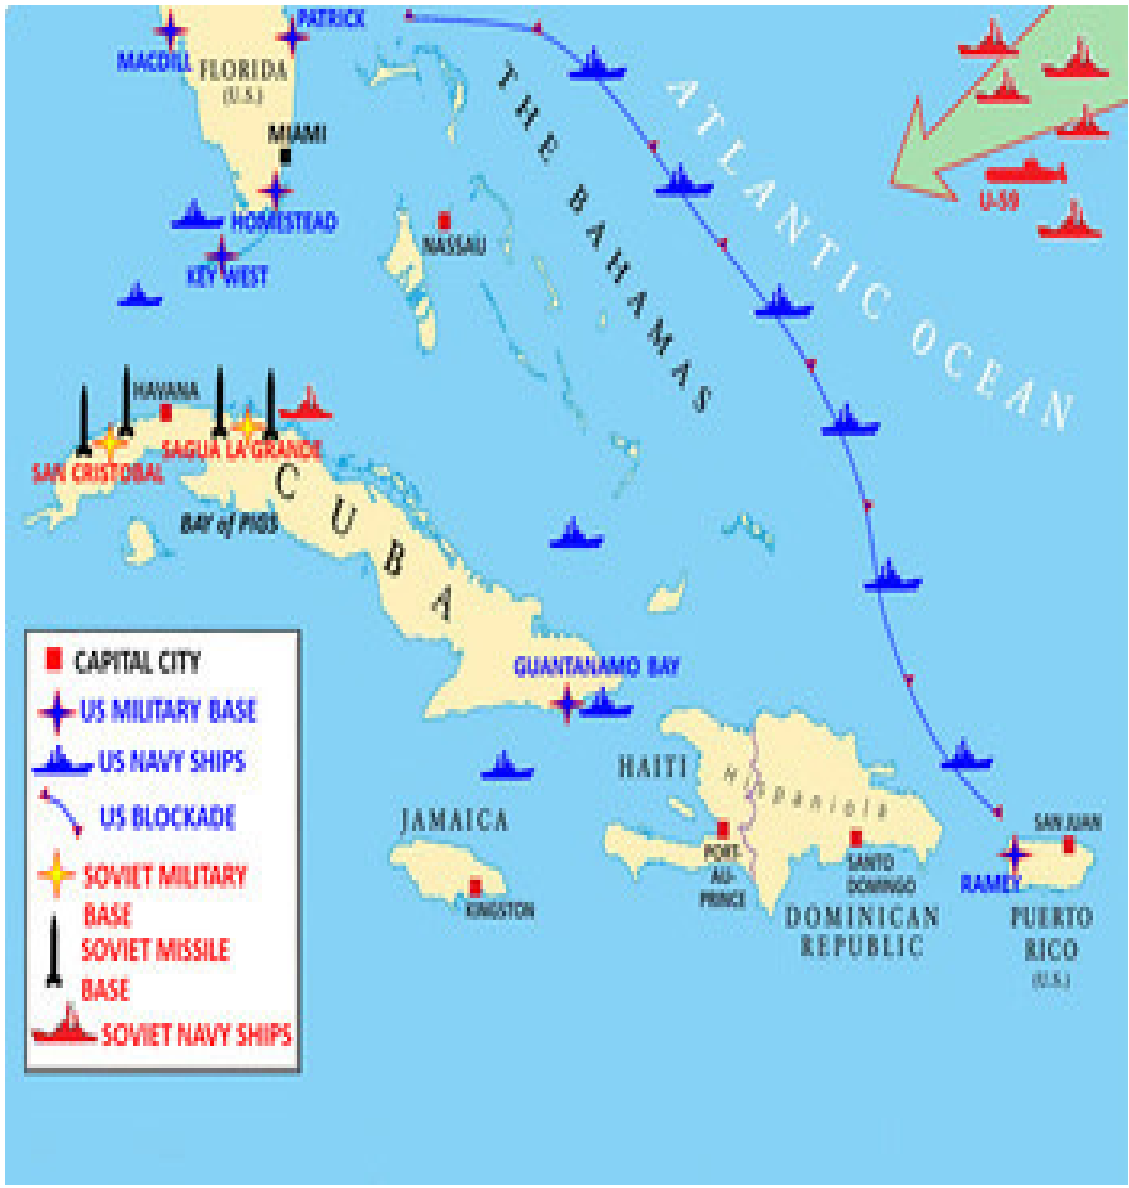 PATRICK
MACDILL
FLORIDA
(U.S.)
MIAMI
HOMESTEAD
KEY WEST
NASSAU
THE BAHAMAS
ATLANTIC OCEAN
U-59
HAVANA
SAGUA LA GRANDE
SAN CRISTOBAL
BAY of PIGS
CUBA
GUANTANAMO BAY
HAITI
Hispaniola
JAMAICA
KINGSTON
PORT-
AU-
PRINCE
SANTO
DOMINGO
DOMINICAN
REPUBLIC
SAN JUAN
RAMEY
PUERTO
RICO
(U.S.)
CAPITAL CITY
US MILITARY BASE
US NAVY SHIPS
US BLOCKADE
SOVIET MILITARY
BASE
SOVIET MISSILE
BASE
SOVIET NAVY SHIPS